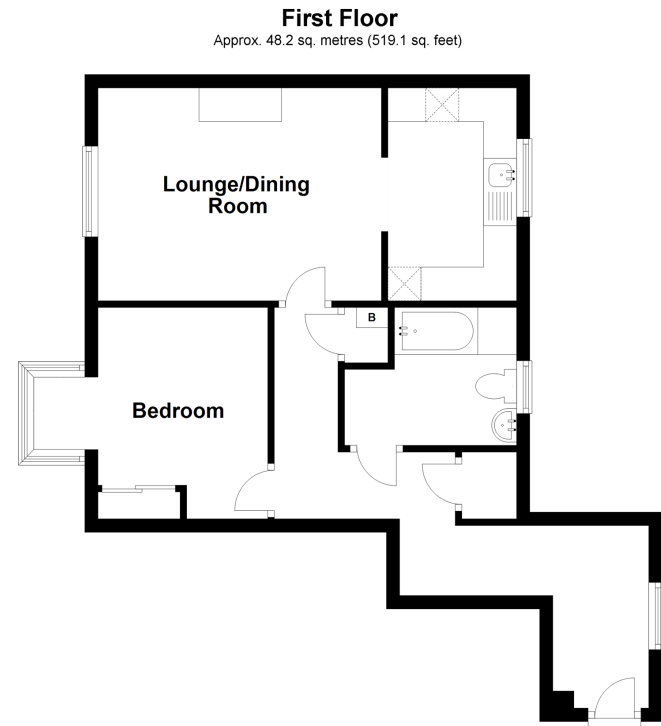 First Floor
Approx. 48.2 sq. metres (519.1 sq. feet)
Lounge/Dining
Room
B
Bedroom